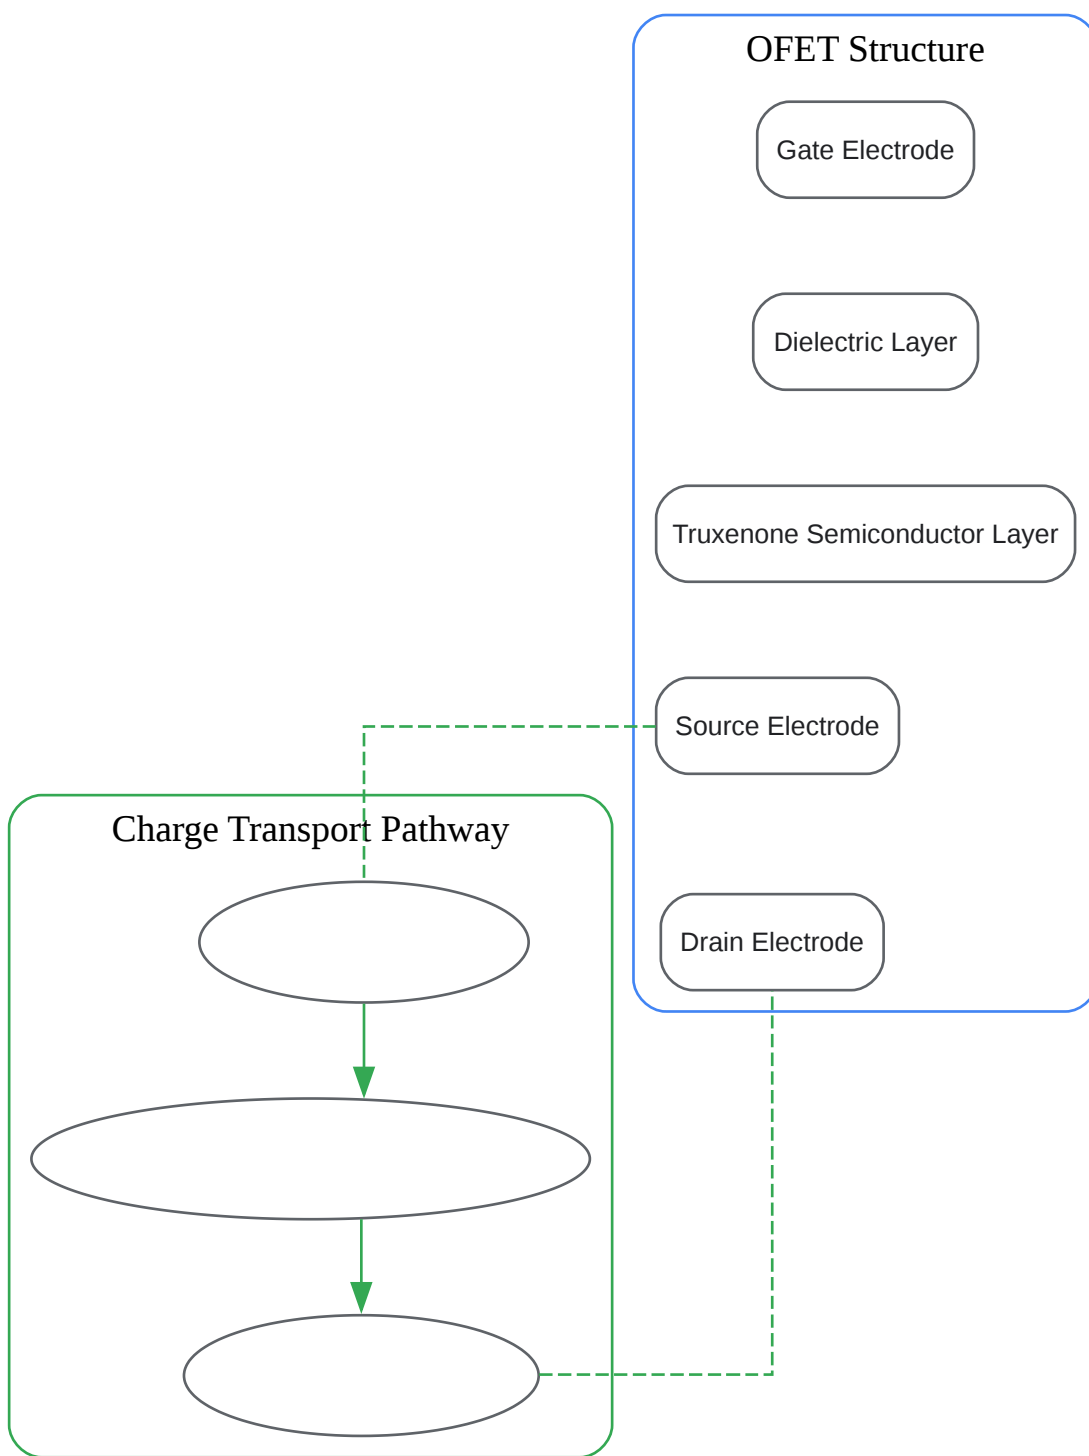 OFET Structure
Gate Electrode
Dielectric Layer
Truxenone Semiconductor Layer
Source Electrode
Charge Transport Pathway
Drain Electrode